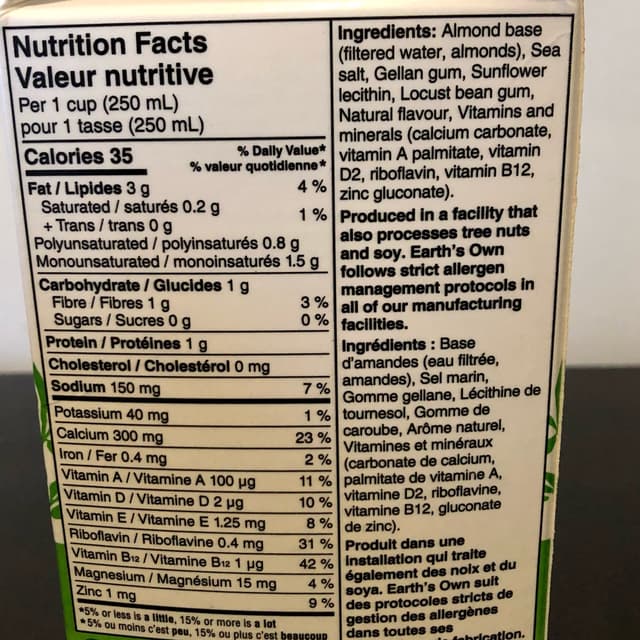 Nutrition Facts
Valeur nutritive
Per 1 cup (250 mL)
pour 1 tasse (250 mL)
Calories 35
% Daily Value*
% valeur quotidienne*
Fat / Lipides 3 g 4 %
Saturated / saturés 0.2 g
+ Trans / trans 0 g 1 %
Polyunsaturated / polyinsaturés 0.8 g
Monounsaturated / monoinsaturés 1.5 g
Carbohydrate / Glucides 1 g
Fibre / Fibres 1 g 3 %
Sugars / Sucres 0 g 0 %
Protein / Protéines 1 g
Cholesterol / Cholestérol 0 mg
Sodium 150 mg 7 %
Potassium 40 mg 1 %
Calcium 300 mg 23 %
Iron / Fer 0.4 mg 2 %
Vitamin A / Vitamine A 100 µg 11 %
Vitamin D / Vitamine D 2 µg 10 %
Vitamin E / Vitamine E 1.25 mg 8 %
Riboflavin / Riboflavine 0.4 mg 31 %
Vitamin B12 / Vitamine B12 1 µg 42 %
Magnesium / Magnésium 15 mg 4 %
Zinc 1 mg 9 %
*5% or less is a little, 15% or more is a lot
*5% ou moins c'est peu, 15% ou plus c'est beaucoup
Ingredients: Almond base
(filtered water, almonds), Sea
salt, Gellan gum, Sunflower
lecithin, Locust bean gum,
Natural flavour, Vitamins and
minerals (calcium carbonate,
vitamin A palmitate, vitamin
D2, riboflavin, vitamin B12,
zinc gluconate).
Produced in a facility that
also processes tree nuts
and soy. Earth's Own
follows strict allergen
management protocols in
all of our manufacturing
facilities.
Ingrédients : Base
d'amandes (eau filtrée,
amandes), Sel marin,
Gomme gellane, Lécithine de
tournesol, Gomme de
caroube, Arôme naturel,
Vitamines et minéraux
(carbonate de calcium,
palmitate de vitamine A,
vitamine D2, riboflavine,
vitamine B12, gluconate
de zinc).
Produit dans une
installation qui traite
également des noix et du
soya. Earth's Own suit
des protocoles stricts de
gestion des allergènes
dans toutes ses